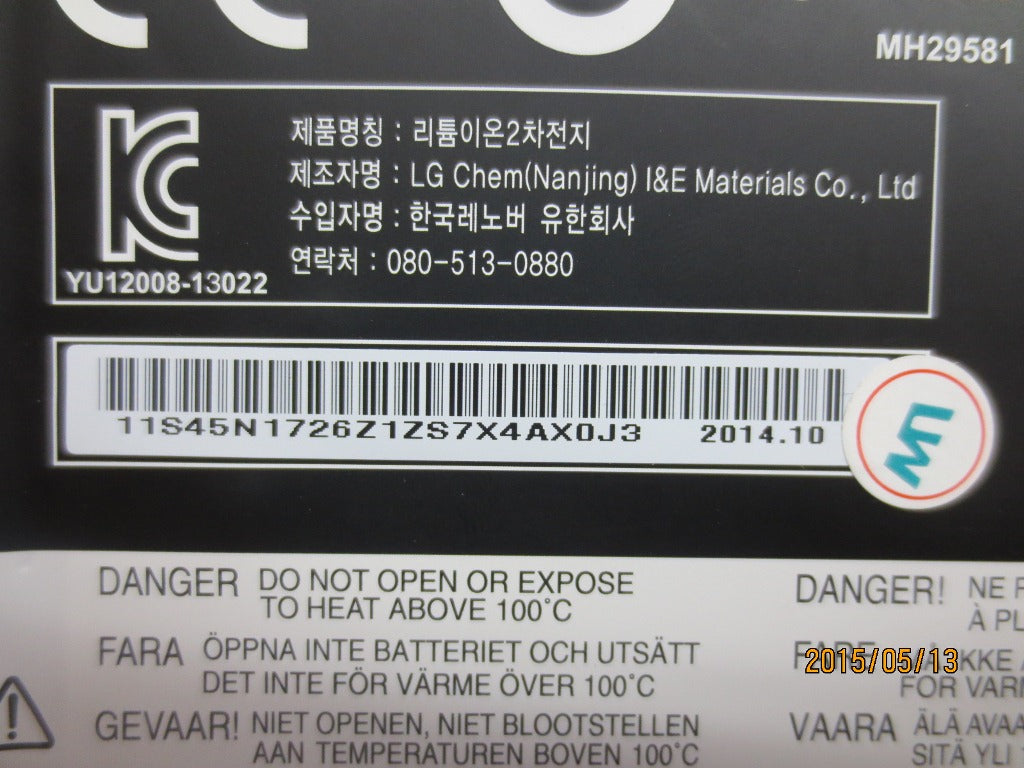 MH29581
제품명칭 : 리튬이온2차전지
제조자명 : LG Chem(Nanjing) I&E Materials Co., Ltd
수입자명 : 한국레노버 유한회사
연락처 : 080-513-0880
YU12008-13022
11S45N1726Z1ZS7X4AX0J3 2014.10
DANGER DO NOT OPEN OR EXPOSE
TO HEAT ABOVE 100°C
DANGER! NE
À
FARA ÖPPNA INTE BATTERIET OCH UTSÄTT
DET INTE FÖR VÄRME ÖVER 100°C
2015/05/13
GEVAAR! NIET OPENEN, NIET BLOOTSTELLEN
AAN TEMPERATUREN BOVEN 100°C
VAARA ÄLÄ
SITÄ YLI